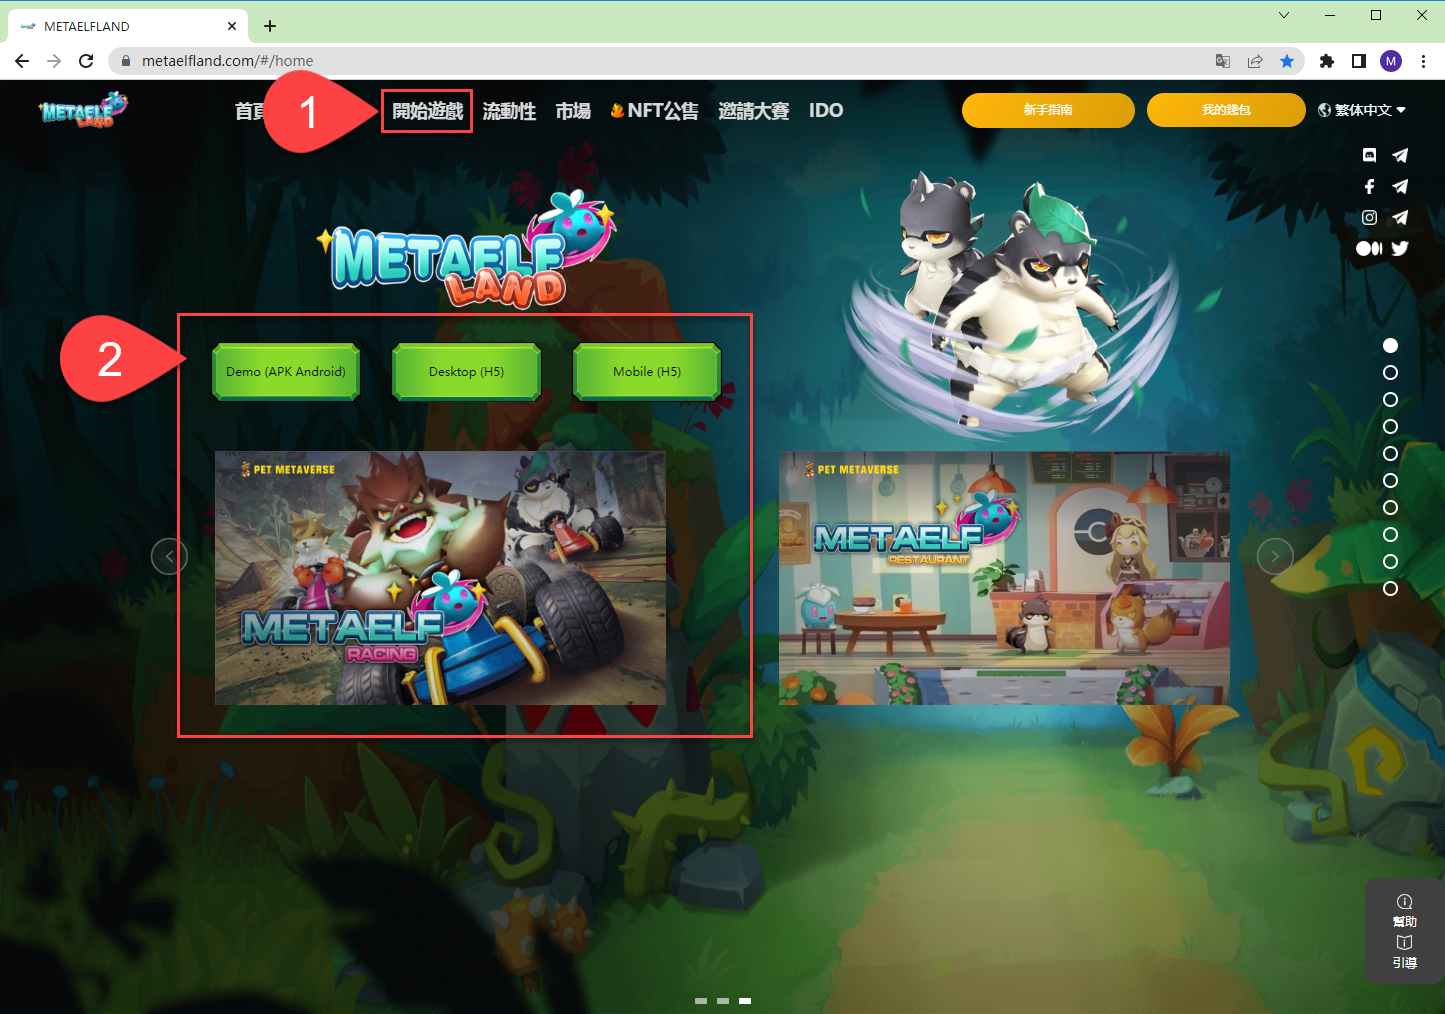 METAELFLAND
metaelfland.com/#/home
M
METAELF
LAND
首頁
1
開始遊戲
流動性
市場
NFT公售
邀請大賽
IDO
新手指南
我的錢包
繁体中文
METAELF
LAND
2
Demo (APK Android)
Desktop (H5)
Mobile (H5)
PET METAVERSE
METAELF
RACING
PET METAVERSE
METAELF
RESTAURANT
幫助
引導